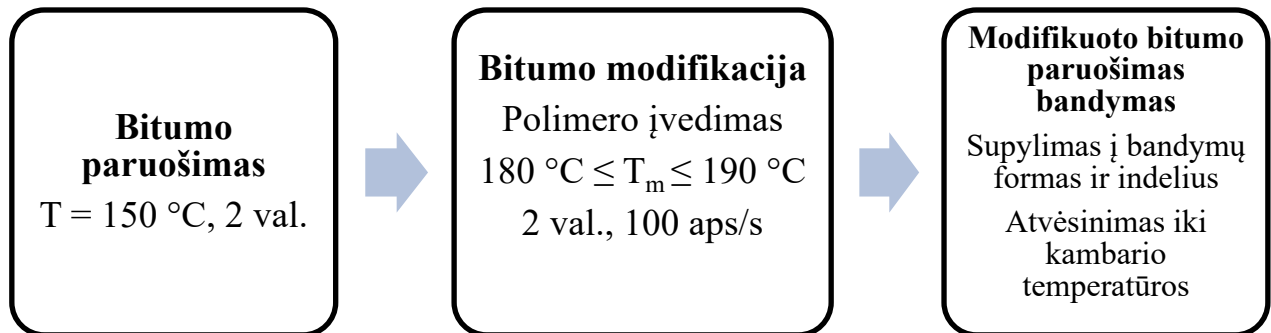 Bitumo
paruošimas
T = 150 °C, 2 val.
Bitumo modifikacija
Polimero įvedimas
180 °C ≤ Tₘ ≤ 190 °C
2 val., 100 aps/s
Modifikuoto bitumo
paruošimas
bandymas
Supylimas į bandymų
formas ir indelius
Atvėsinimas iki
kambario
temperatūros